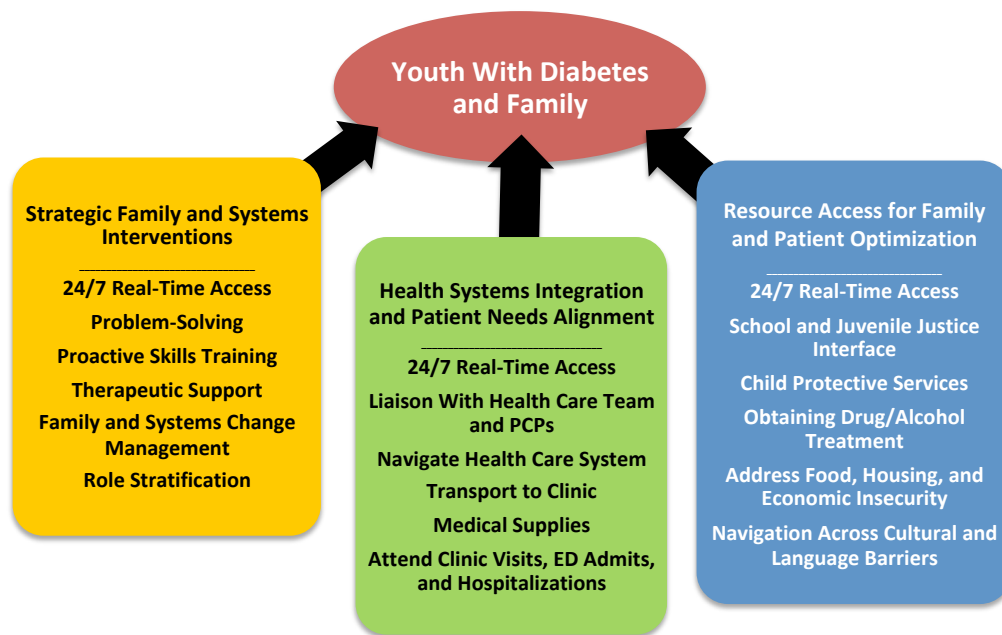 Youth With Diabetes
and Family
Strategic Family and Systems
Interventions
24/7 Real-Time Access
Problem-Solving
Proactive Skills Training
Therapeutic Support
Family and Systems Change
Management
Role Stratification
Health Systems Integration
and Patient Needs Alignment
24/7 Real-Time Access
Liaison With Health Care Team
and PCPs
Navigate Health Care System
Transport to Clinic
Medical Supplies
Attend Clinic Visits, ED Admits,
and Hospitalizations
Resource Access for Family
and Patient Optimization
24/7 Real-Time Access
School and Juvenile Justice
Interface
Child Protective Services
Obtaining Drug/Alcohol
Treatment
Address Food, Housing, and
Economic Insecurity
Navigation Across Cultural and
Language Barriers